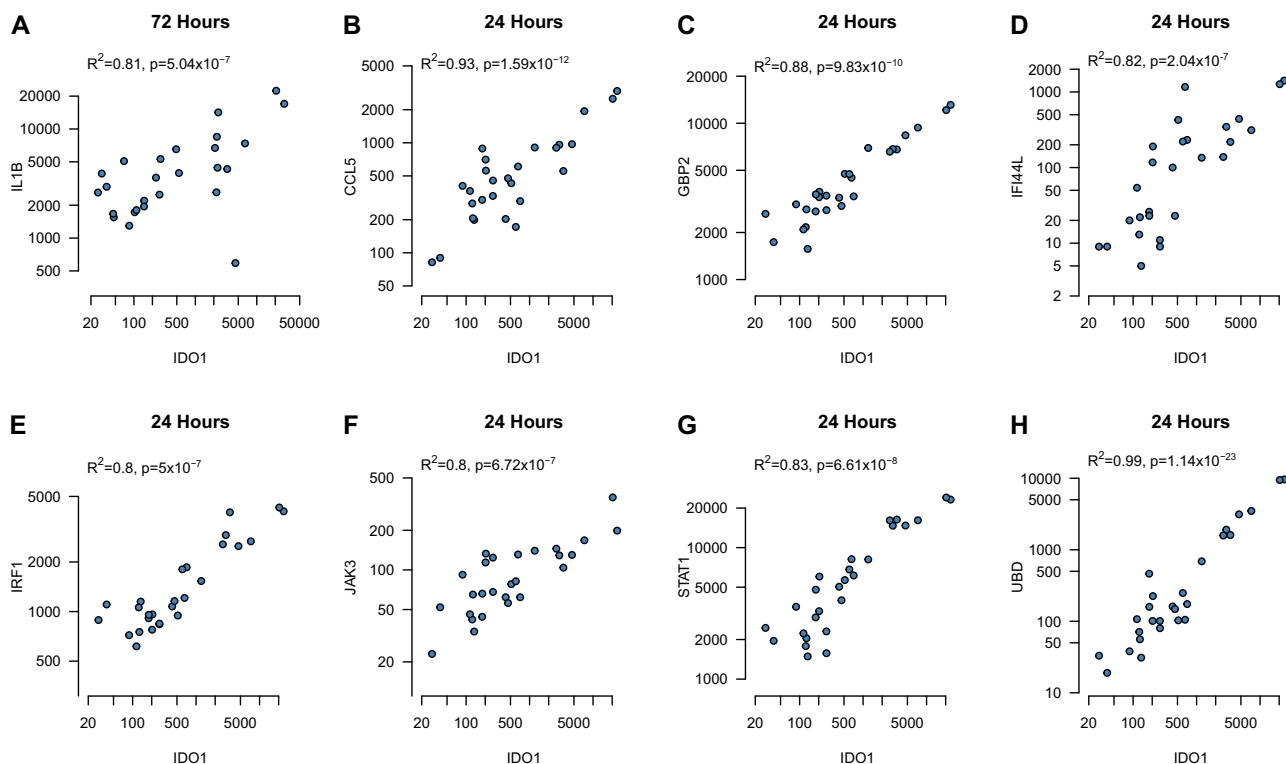 A
72 Hours
R²=0.81, p=5.04x10⁻⁷
IL1B
20000
10000
5000
2000
1000
500
20 100 500 5000 50000
IDO1
B
24 Hours
R²=0.93, p=1.59x10⁻¹²
CCL5
5000
2000
1000
500
200
100
50
20 100 500 5000
IDO1
C
24 Hours
R²=0.88, p=9.83x10⁻¹⁰
GBP2
20000
10000
5000
2000
1000
20 100 500 5000
IDO1
D
24 Hours
R²=0.82, p=2.04x10⁻⁷
IFI44L
2000
1000
500
200
100
50
20
10
5
2
20 100 500 5000
IDO1
E
24 Hours
R²=0.8, p=5x10⁻⁷
IRF1
5000
2000
1000
500
20 100 500 5000
IDO1
F
24 Hours
R²=0.8, p=6.72x10⁻⁷
JAK3
500
200
100
50
20
20 100 500 5000
IDO1
G
24 Hours
R²=0.83, p=6.61x10⁻⁸
STAT1
20000
10000
5000
2000
1000
20 100 500 5000
IDO1
H
24 Hours
R²=0.99, p=1.14x10⁻²³
UBD
10000
5000
1000
500
100
50
10
20 100 500 5000
IDO1